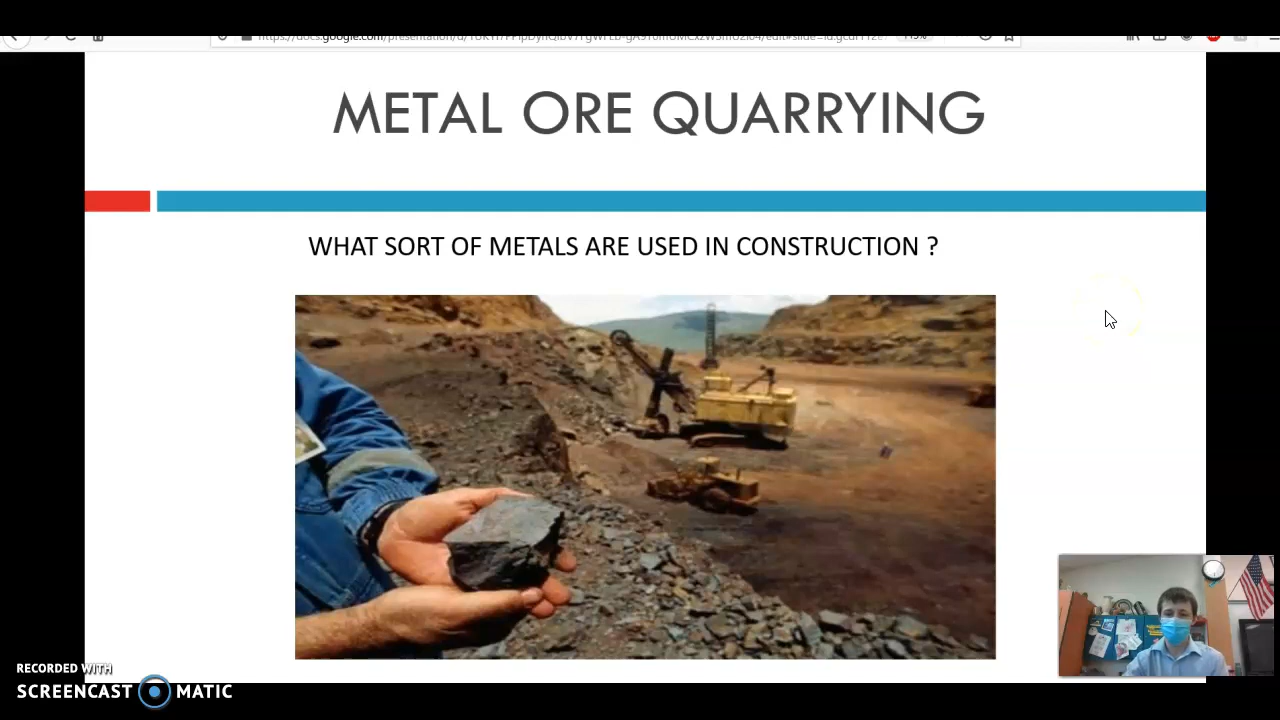 METAL ORE QUARRYING
WHAT SORT OF METALS ARE USED IN CONSTRUCTION ?
RECORDED WITH
SCREENCAST MATIC